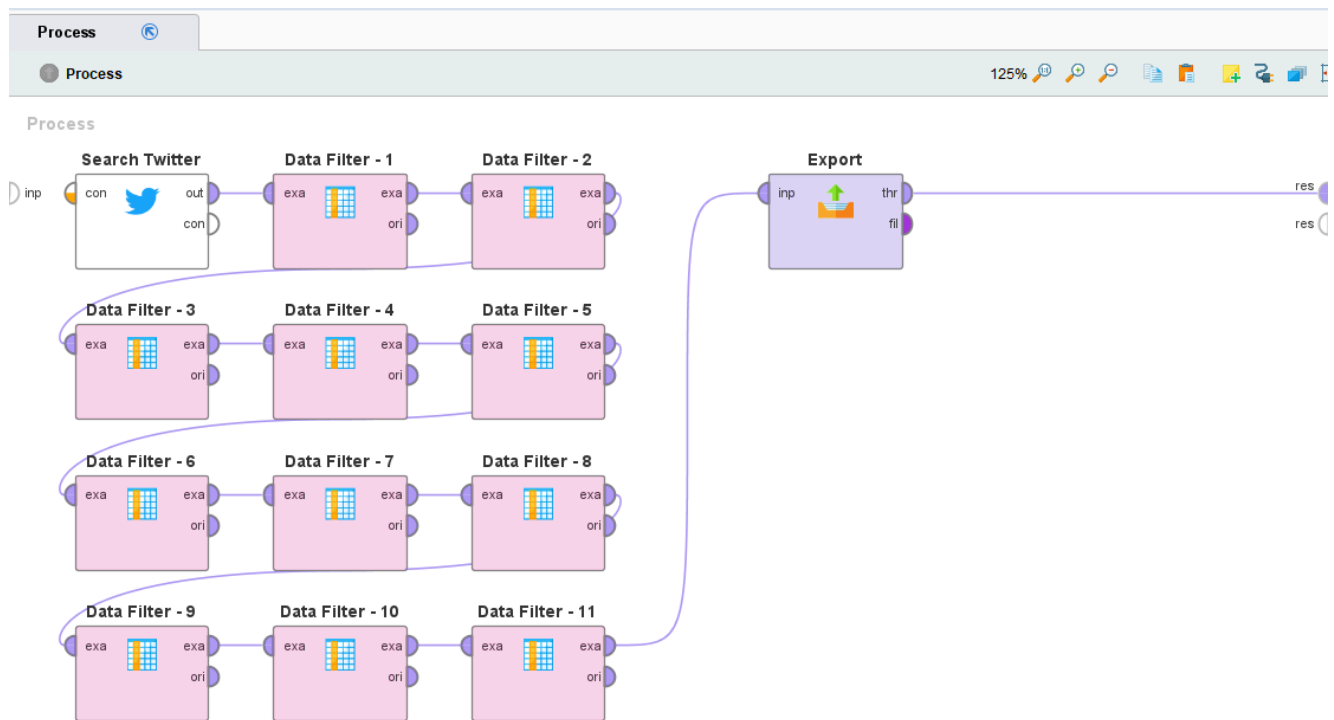 Process
Process
125%
Process
Search Twitter
Data Filter - 1
Data Filter - 2
Export
inp
con
out
exa
exa
exa
exa
inp
thr
res
con
ori
ori
fil
res
Data Filter - 3
Data Filter - 4
Data Filter - 5
exa
exa
exa
exa
exa
exa
ori
ori
ori
Data Filter - 6
Data Filter - 7
Data Filter - 8
exa
exa
exa
exa
exa
exa
ori
ori
ori
Data Filter - 9
Data Filter - 10
Data Filter - 11
exa
exa
exa
exa
exa
exa
ori
ori
ori